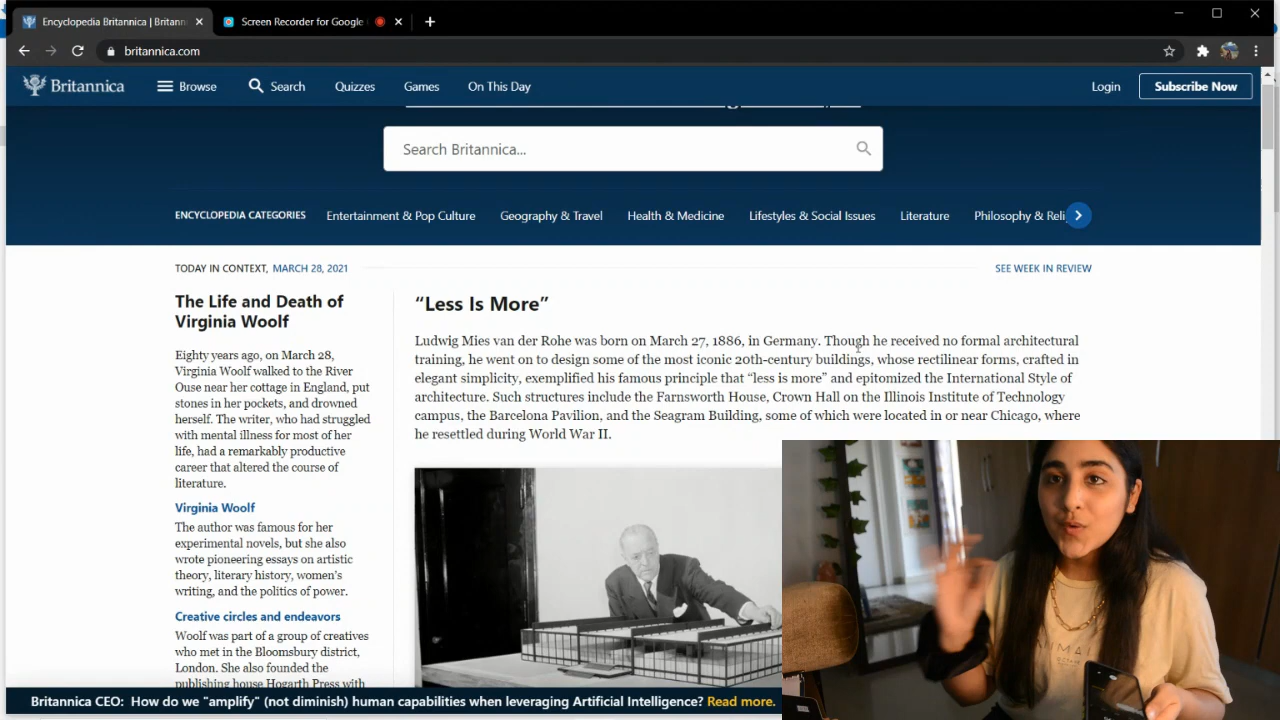 Encyclopedia Britannica | Britann
Screen Recorder for Google
britannica.com
Britannica
Browse
Search
Quizzes
Games
On This Day
Login
Subscribe Now
Search Britannica...
ENCYCLOPEDIA CATEGORIES
Entertainment & Pop Culture
Geography & Travel
Health & Medicine
Lifestyles & Social Issues
Literature
Philosophy & Reli
TODAY IN CONTEXT, MARCH 28, 2021
SEE WEEK IN REVIEW
The Life and Death of
Virginia Woolf
Eighty years ago, on March 28,
Virginia Woolf walked to the River
Ouse near her cottage in England, put
stones in her pockets, and drowned
herself. The writer, who had struggled
with mental illness for most of her
life, had a remarkably productive
career that altered the course of
literature.
Virginia Woolf
The author was famous for her
experimental novels, but she also
wrote pioneering essays on artistic
theory, literary history, women's
writing, and the politics of power.
Creative circles and endeavors
Woolf was part of a group of creatives
who met in the Bloomsbury district,
London. She also founded the
publishing house Hogarth Press with
“Less Is More”
Ludwig Mies van der Rohe was born on March 27, 1886, in Germany. Though he received no formal architectural
training, he went on to design some of the most iconic 20th-century buildings, whose rectilinear forms, crafted in
elegant simplicity, exemplified his famous principle that “less is more” and epitomized the International Style of
architecture. Such structures include the Farnsworth House, Crown Hall on the Illinois Institute of Technology
campus, the Barcelona Pavilion, and the Seagram Building, some of which were located in or near Chicago, where
he resettled during World War II.
Britannica CEO: How do we "amplify" (not diminish) human capabilities when leveraging Artificial Intelligence? Read more.